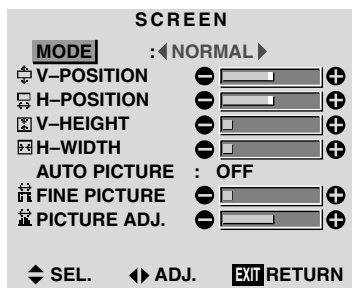 SCREEN
MODE : NORMAL
V–POSITION
H–POSITION
V–HEIGHT
H–WIDTH
AUTO PICTURE : OFF
FINE PICTURE
PICTURE ADJ.
SEL. ADJ. EXIT RETURN